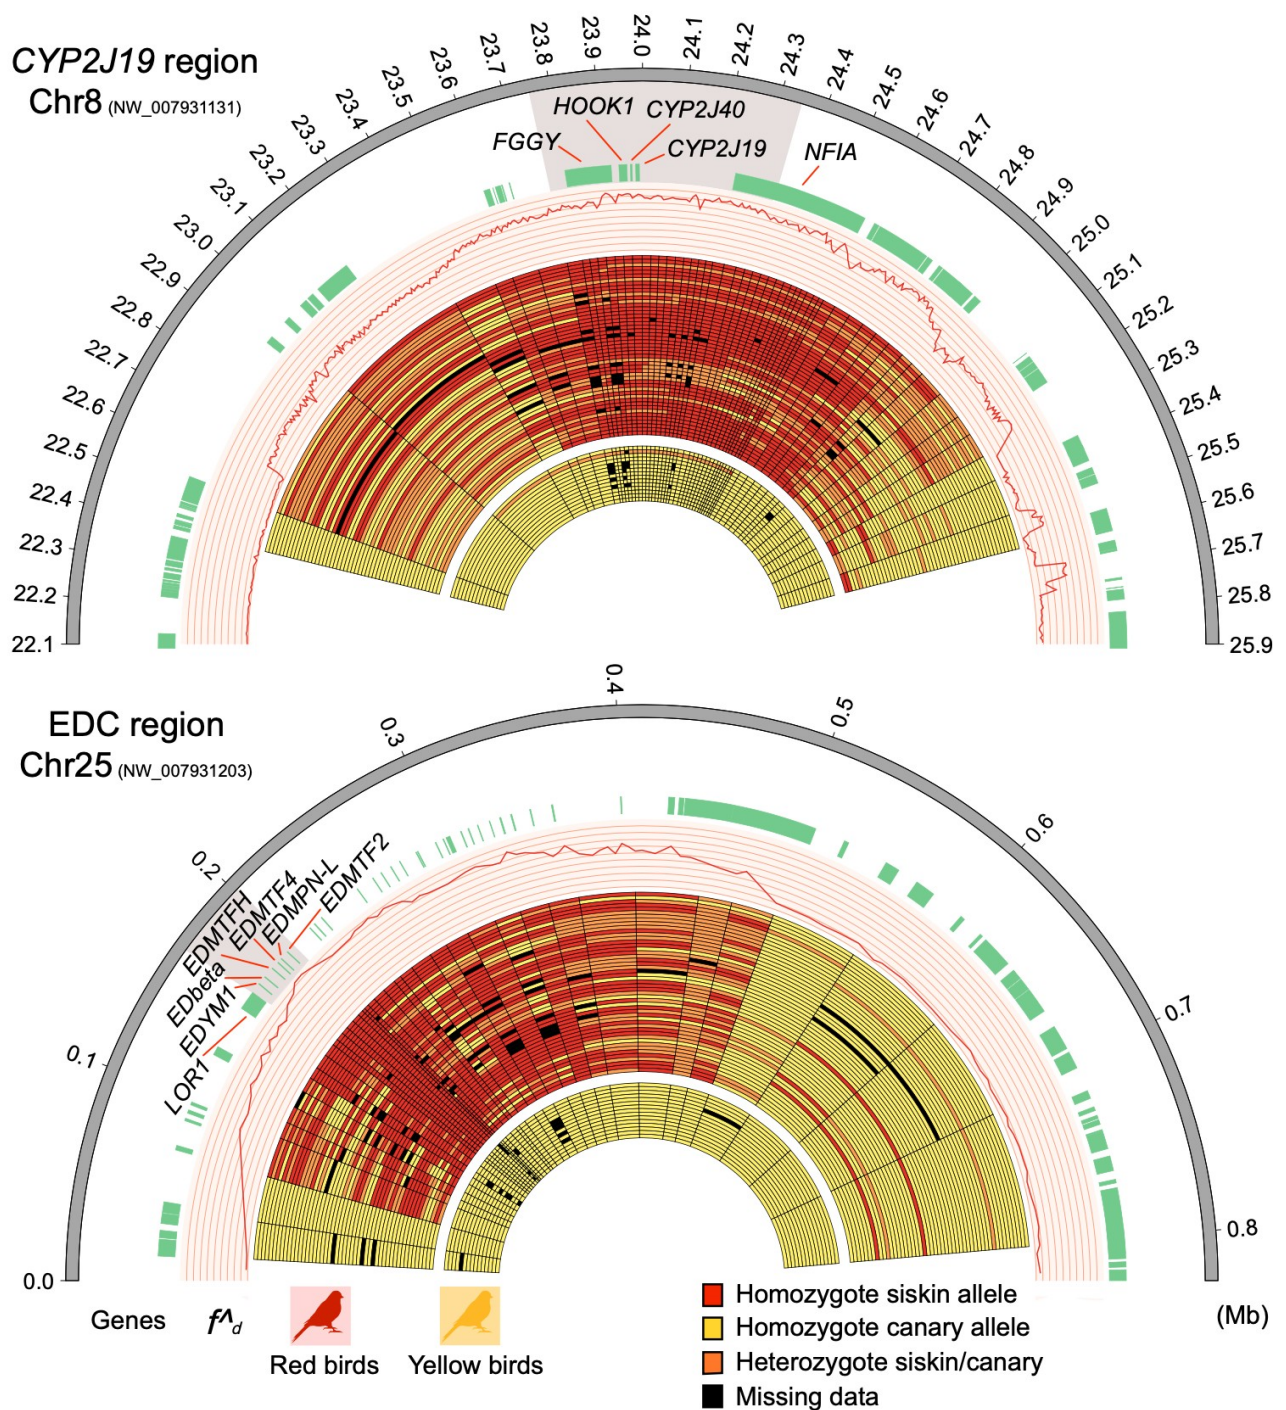 CYP2J19 region
Chr8 (NW_007931131)
22.1
22.2
22.3
22.4
22.5
22.6
22.7
22.8
22.9
23.0
23.1
23.2
23.3
23.4
23.5
23.6
23.7
23.8
23.9
24.0
24.1
24.2
24.3
24.4
24.5
24.6
24.7
24.8
24.9
25.0
25.1
25.2
25.3
25.4
25.5
25.6
25.7
25.8
25.9
HOOK1 CYP2J40
FGGY
CYP2J19
NFIA
EDC region
Chr25 (NW_007931203)
0.0
0.1
0.2
0.3
0.4
0.5
0.6
0.7
0.8
(Mb)
LOR1
EDYM1
EDbeta
EDMTFH
EDMTF4
EDMPN-L
EDMTF2
Genes
f^d
Red birds
Yellow birds
Homozygote siskin allele
Homozygote canary allele
Heterozygote siskin/canary
Missing data